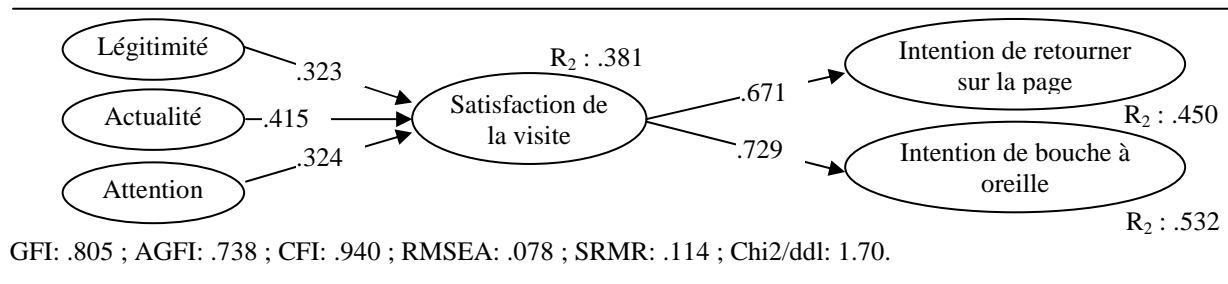 Légitimité
Actualité
Attention
.323
.415
.324
R2 : .381
Satisfaction de
la visite
.671
.729
Intention de retourner
sur la page
R2 : .450
Intention de bouche à
oreille
R2 : .532
GFI: .805 ; AGFI: .738 ; CFI: .940 ; RMSEA: .078 ; SRMR: .114 ; Chi2/ddl: 1.70.